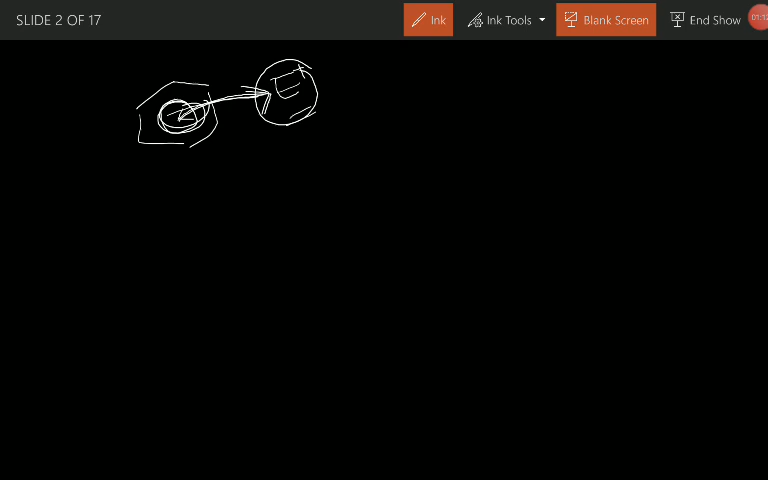 SLIDE 2 OF 17
Ink
Ink Tools
Blank Screen
End Show